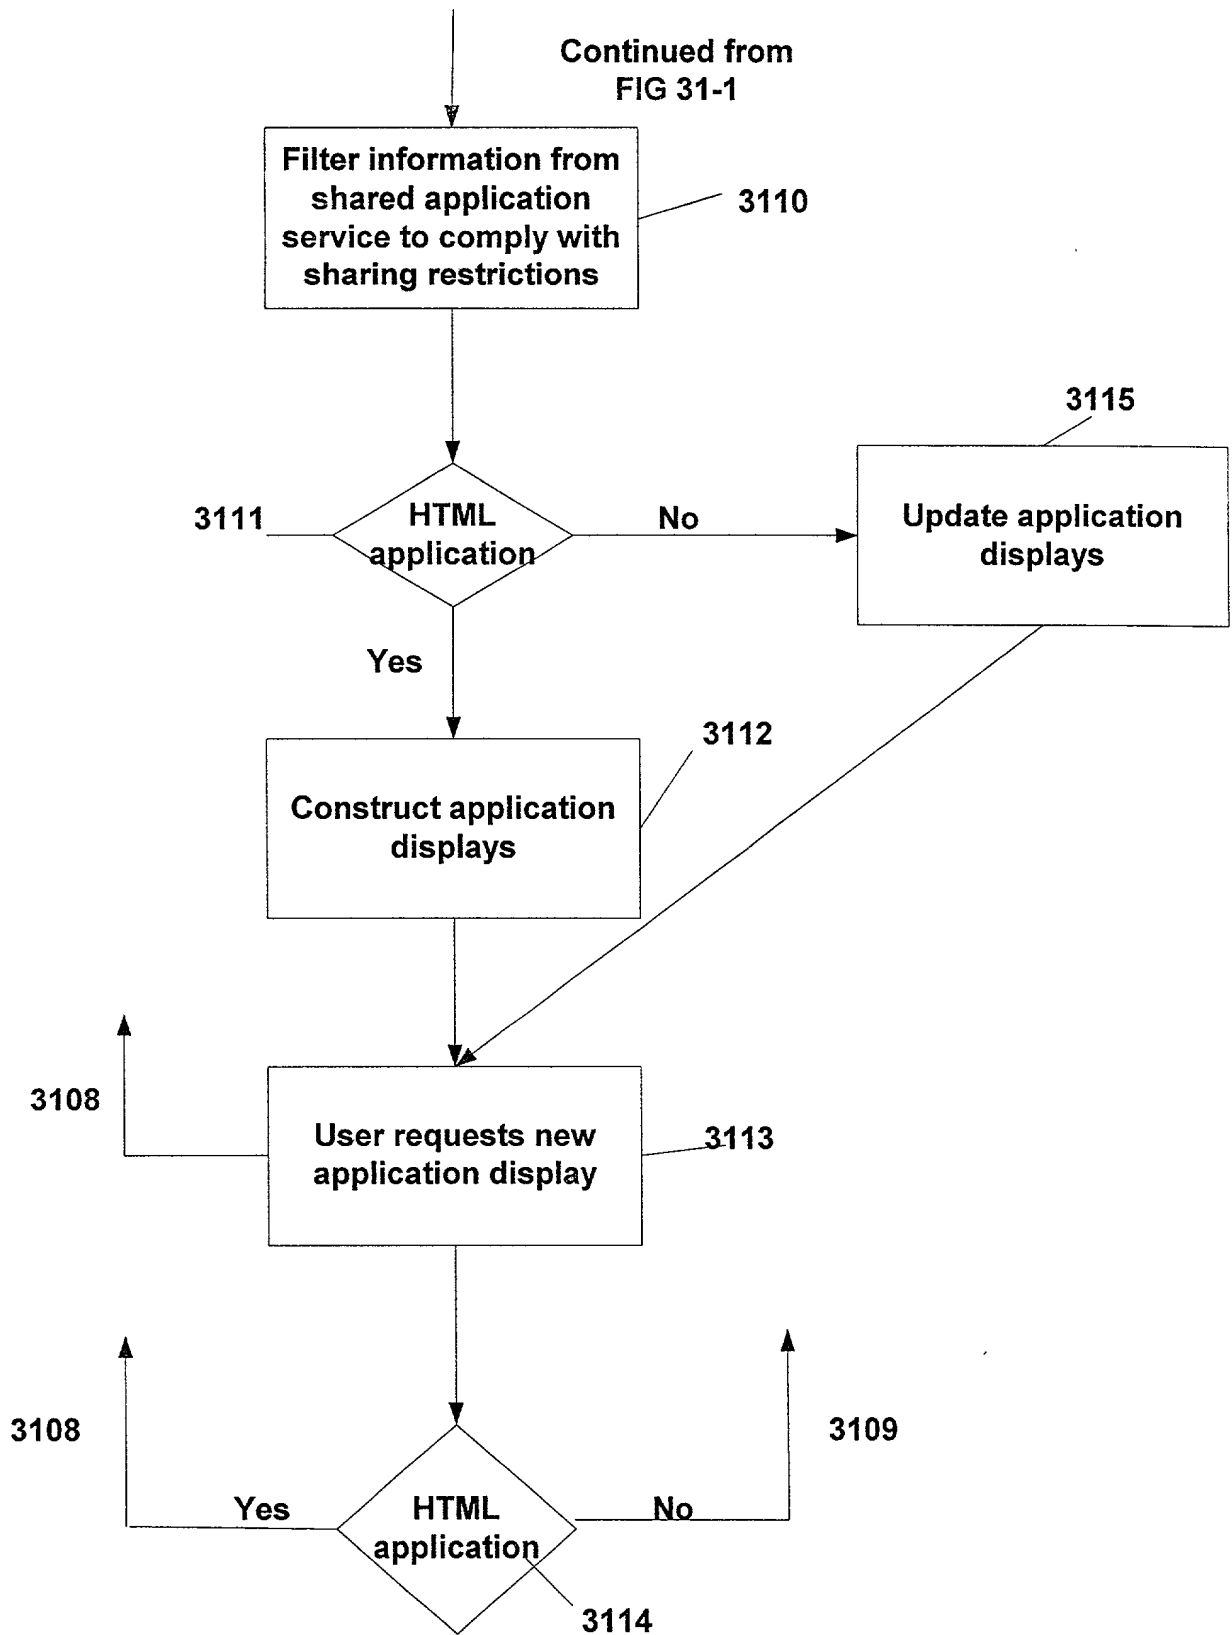 Continued from
FIG 31-1
Filter information from
shared application
service to comply with
sharing restrictions
3110
3115
3111
HTML
application
No
Update application
displays
Yes
3112
Construct application
displays
3108
User requests new
application display
3113
3108
3109
Yes
HTML
application
No
3114